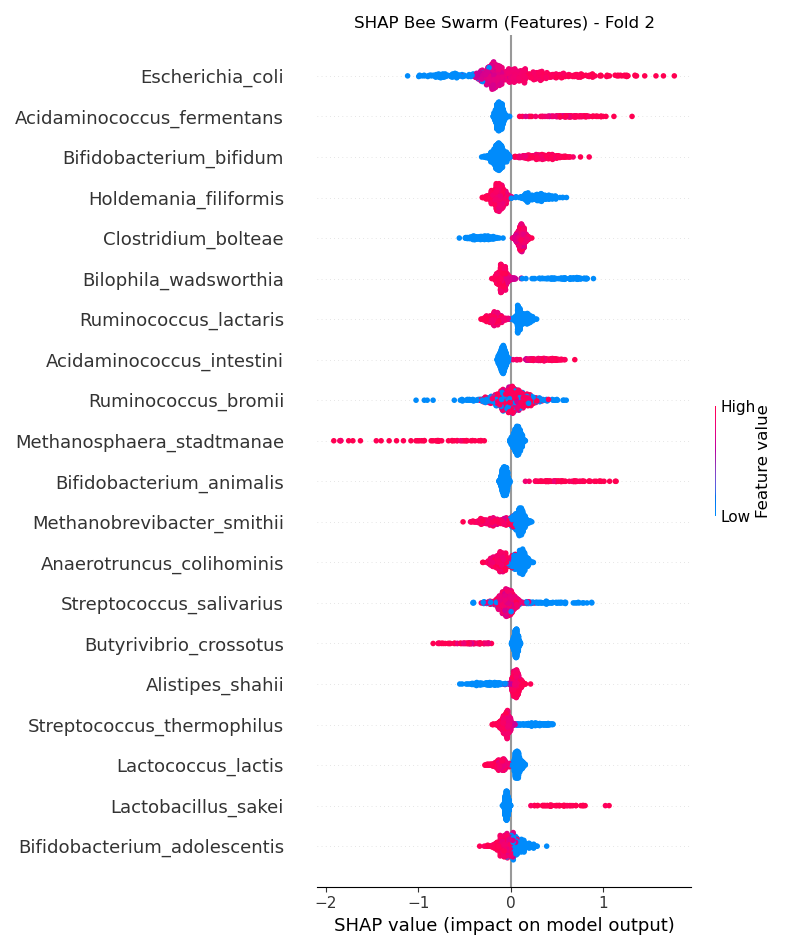 SHAP Bee Swarm (Features) - Fold 2
Escherichia_coli
Acidaminococcus_fermentans
Bifidobacterium_bifidum
Holdemania_filiformis
Clostridium_bolteae
Bilophila_wadsworthia
Ruminococcus_lactaris
Acidaminococcus_intestini
Ruminococcus_bromii
Methanosphaera_stadtmanae
Bifidobacterium_animalis
Methanobrevibacter_smithii
Anaerotruncus_colihominis
Streptococcus_salivarius
Butyrivibrio_crossotus
Alistipes_shahii
Streptococcus_thermophilus
Lactococcus_lactis
Lactobacillus_sakei
Bifidobacterium_adolescentis
−2 −1 0 1
SHAP value (impact on model output)
High
Low
Feature value